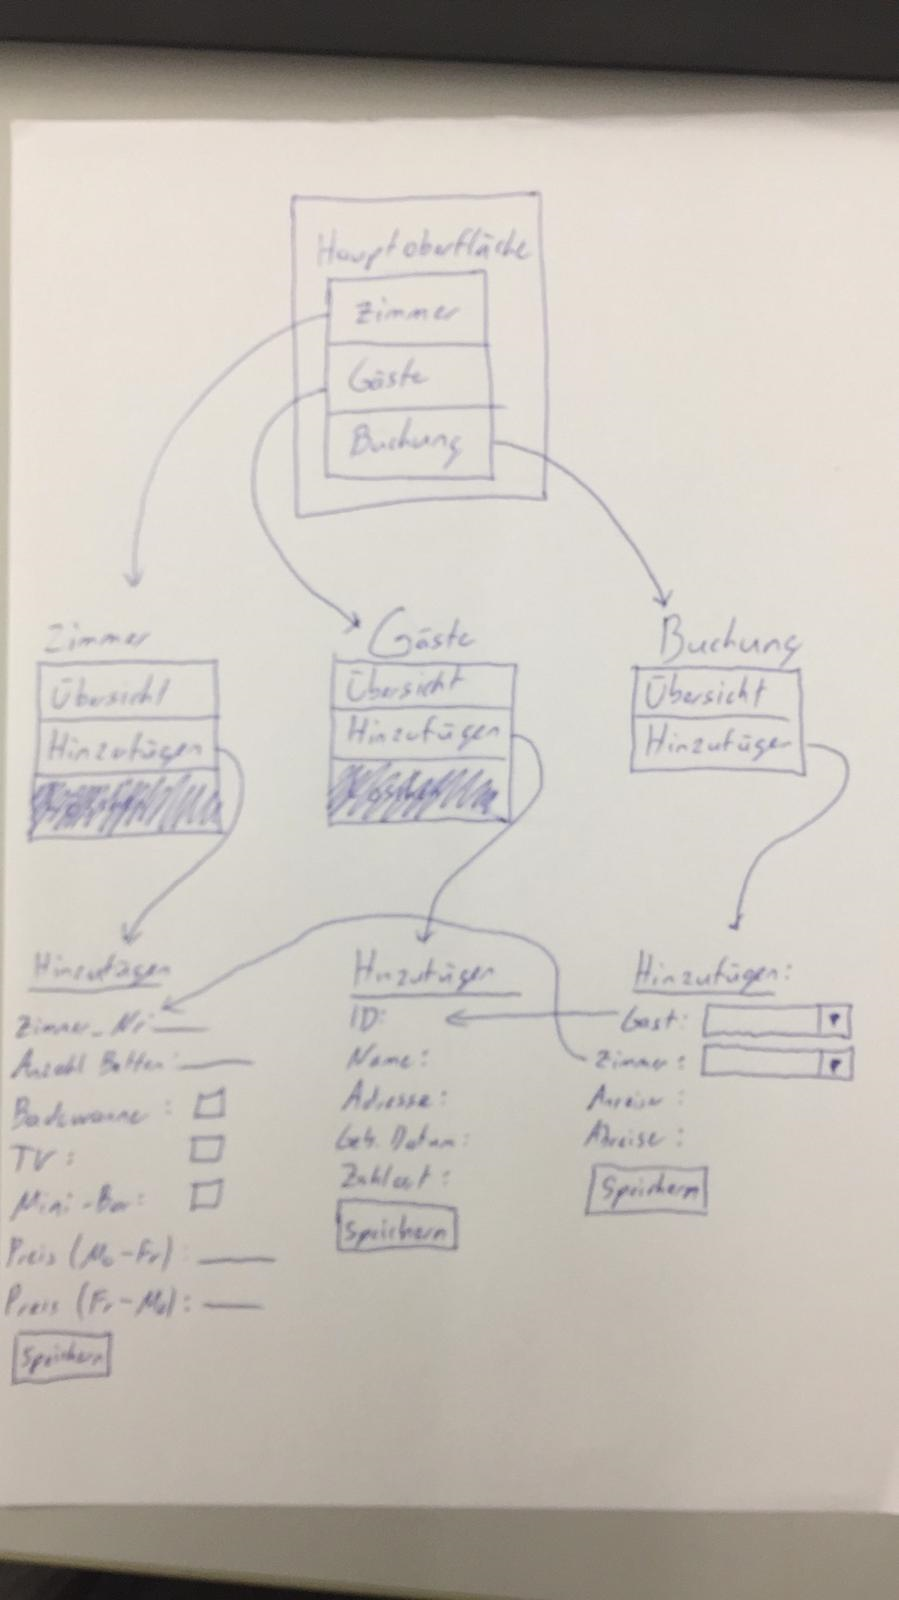 Hauptoberfläche
Zimmer
Gäste
Buchung
Zimmer
Übersicht
Hinzufügen
Gäste
Übersicht
Hinzufügen
Buchung
Übersicht
Hinzufügen
Hinzufügen
Zimmer_Nr:
Anzahl Betten:
Badewanne :
TV :
Mini-Bar:
Preis (Mo-Fr) :
Preis (Fr-Mo) :
Speichern
Hinzufügen
ID:
Name :
Adresse :
Geb. Datum :
Zahlart :
Speichern
Hinzufügen:
Gast :
Zimmer :
Anreise :
Abreise :
Speichern